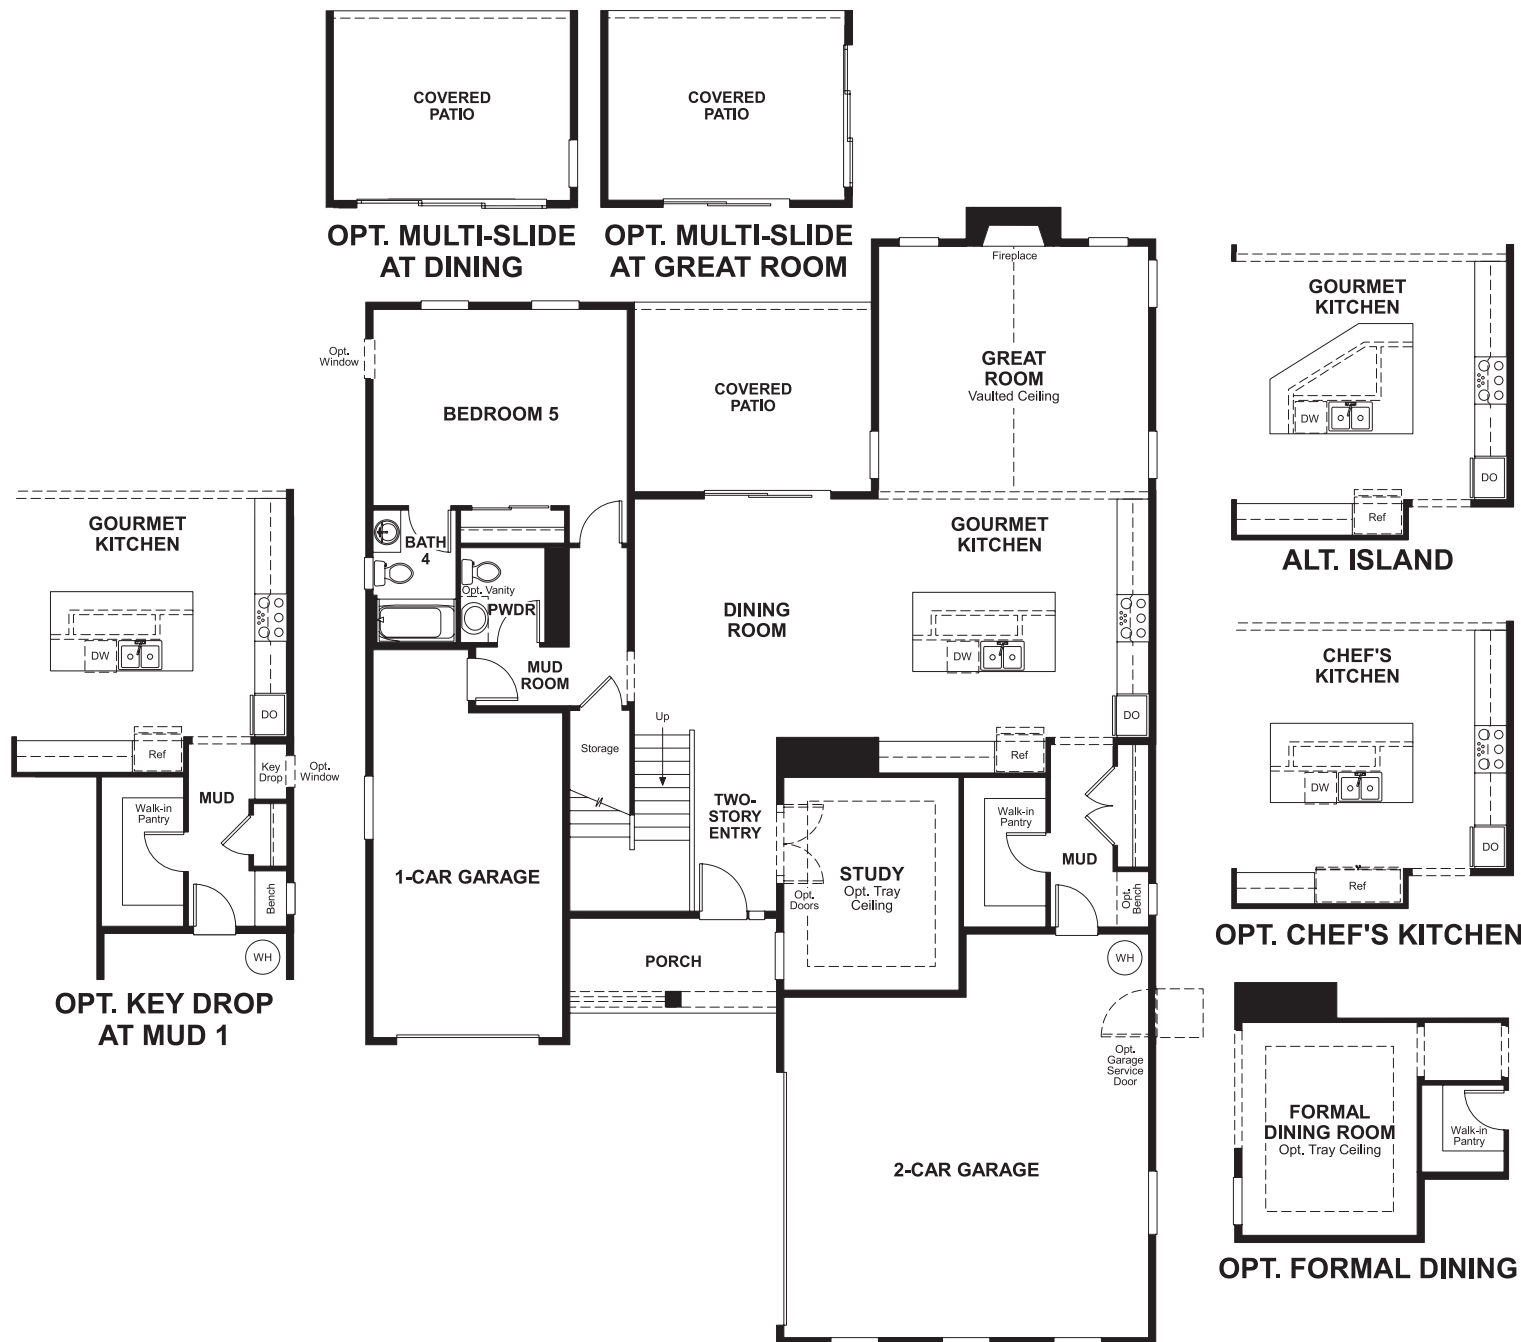 COVERED
PATIO
OPT. MULTI-SLIDE
AT DINING
COVERED
PATIO
OPT. MULTI-SLIDE
AT GREAT ROOM
Fireplace
GREAT
ROOM
Vaulted Ceiling
COVERED
PATIO
Opt.
Window
BEDROOM 5
BATH
4
Opt. Vanity
PWDR
MUD
ROOM
DINING
ROOM
GOURMET
KITCHEN
DW
DO
Ref
Up
Storage
TWO-
STORY
ENTRY
Walk-in
Pantry
MUD
Opt.
Bench
STUDY
Opt. Tray
Ceiling
Opt.
Doors
1-CAR GARAGE
PORCH
WH
Opt.
Garage
Service
Door
2-CAR GARAGE
GOURMET
KITCHEN
DW
DO
Ref
Key
Drop
Opt.
Window
MUD
Walk-in
Pantry
Bench
WH
OPT. KEY DROP
AT MUD 1
GOURMET
KITCHEN
DW
DO
Ref
ALT. ISLAND
CHEF'S
KITCHEN
DW
DO
Ref
OPT. CHEF'S KITCHEN
FORMAL
DINING ROOM
Opt. Tray Ceiling
Walk-in
Pantry
OPT. FORMAL DINING